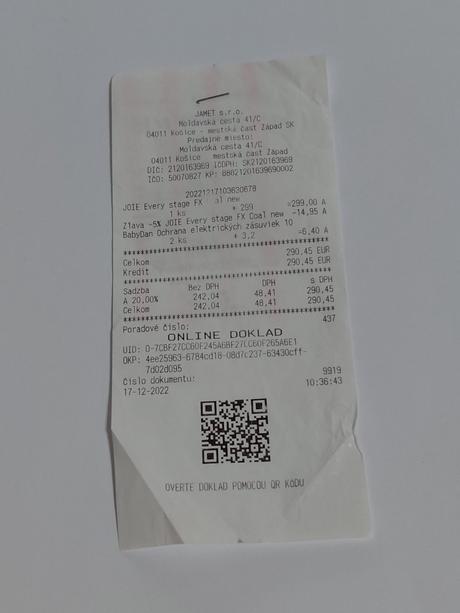 JAMET s.r.o.
Moldavská cesta 41/C
04011 Košice - mestská časť Západ SK
Predajné miesto:
Moldavská cesta 41/C
04011 Košice mestská časť Západ
DIČ: 2120163969 IČDPH: SK2120163969
IČO: 50070827 KP: 88021201639690002
20221217103630678
JOIE Every stage FX al new
1 ks * 299 =299,00 A
Zľava -5% JOIE Every stage FX Coal new -14,95 A
BabyDan Ochrana elektrických zásuviek 10
2 ks * 3,2 =6,40 A
Celkom 290,45 EUR
Kredit 290,45 EUR
Sadzba Bez DPH DPH s DPH
A 20,00% 242,04 48,41 290,45
Celkom 242,04 48,41 290,45
Poradové číslo: 437
ONLINE DOKLAD
UID: O-7CBF27CC60F245A6BF27CC60F265A6E1
OKP: 4ee25963-6784cd18-08d7c237-63430cff-
7d02d095
Číslo dokumentu: 9919
17-12-2022 10:36:43
OVERTE DOKLAD POMOCOU QR KÓDU